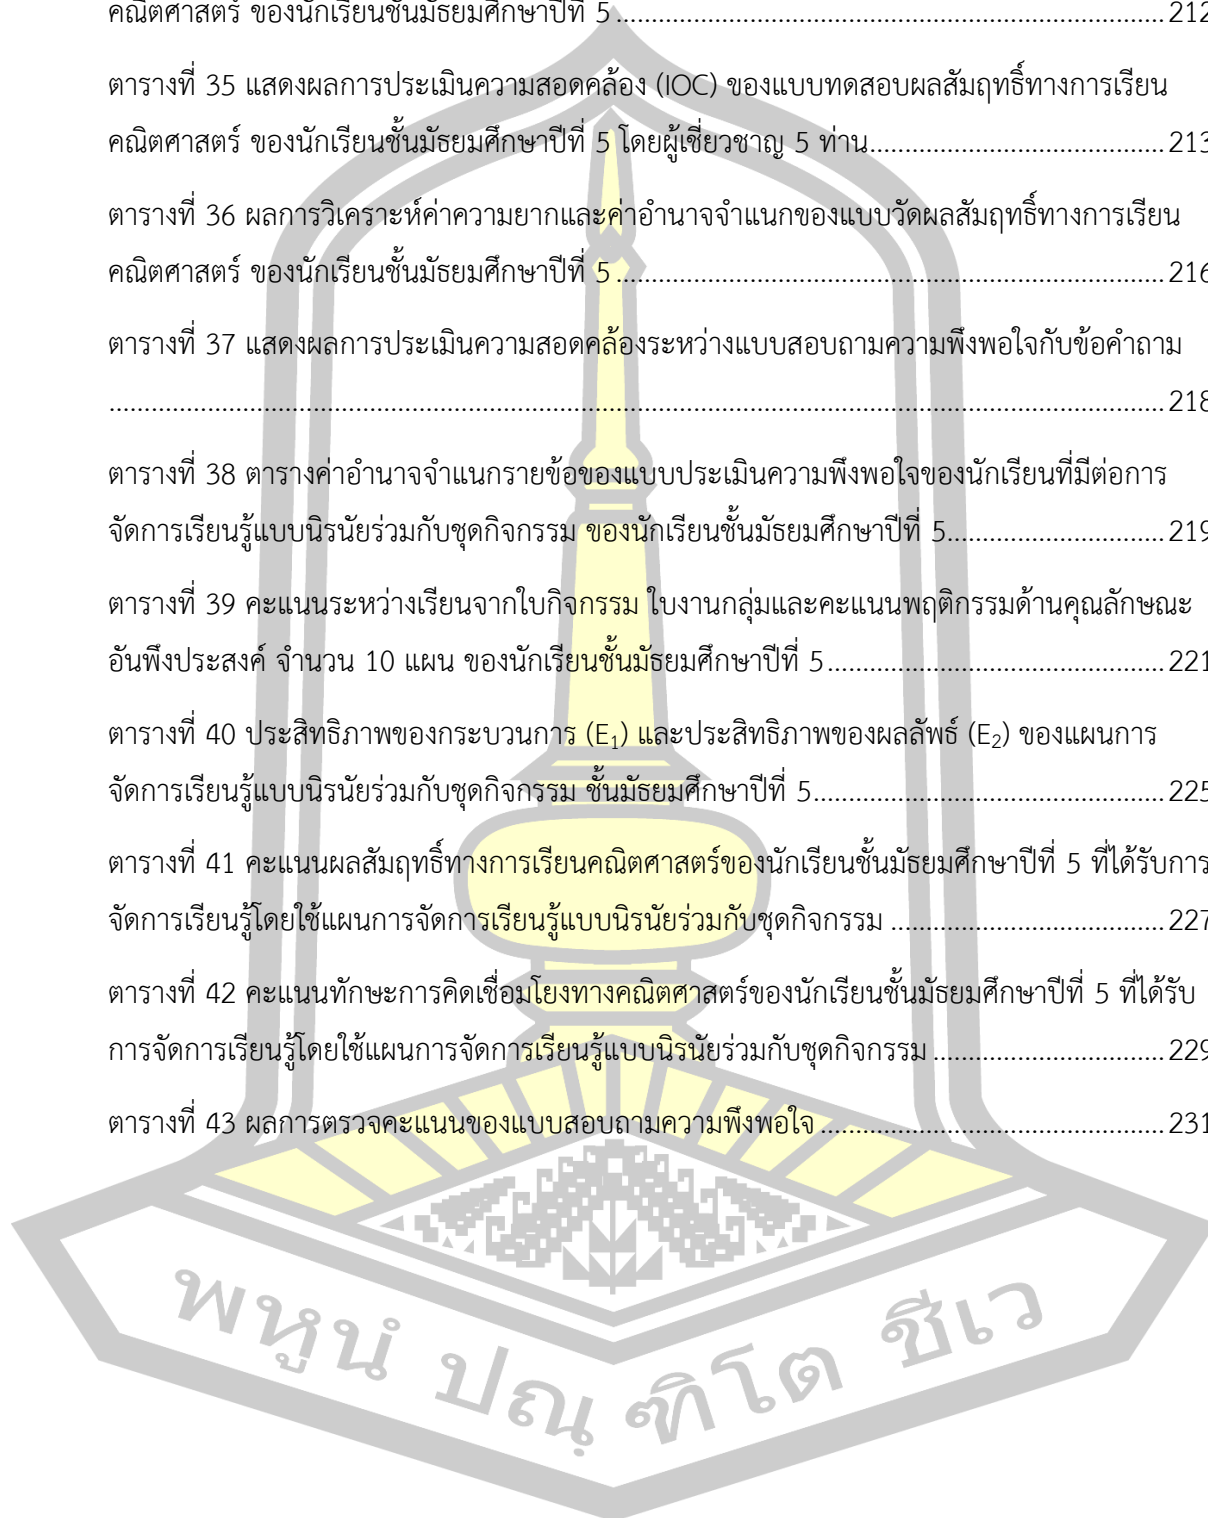 คณิตศาสตร์ ของนักเรียนชั้นมัธยมศึกษาปีที่ 5 ........ 212
ตารางที่ 35 แสดงผลการประเมินความสอดคล้อง (IOC) ของแบบทดสอบผลสัมฤทธิ์ทางการเรียน
คณิตศาสตร์ ของนักเรียนชั้นมัธยมศึกษาปีที่ 5 โดยผู้เชี่ยวชาญ 5 ท่าน ........ 213
ตารางที่ 36 ผลการวิเคราะห์ค่าความยากและค่าอำนาจจำแนกของแบบวัดผลสัมฤทธิ์ทางการเรียน
คณิตศาสตร์ ของนักเรียนชั้นมัธยมศึกษาปีที่ 5 ........ 216
ตารางที่ 37 แสดงผลการประเมินความสอดคล้องระหว่างแบบสอบถามความพึงพอใจกับข้อคำถาม
........ 218
ตารางที่ 38 ตารางค่าอำนาจจำแนกรายข้อของแบบประเมินความพึงพอใจของนักเรียนที่มีต่อการ
จัดการเรียนรู้แบบนิรนัยร่วมกับชุดกิจกรรม ของนักเรียนชั้นมัธยมศึกษาปีที่ 5 ........ 219
ตารางที่ 39 คะแนนระหว่างเรียนจากใบกิจกรรม ใบงานกลุ่มและคะแนนพฤติกรรมด้านคุณลักษณะ
อันพึงประสงค์ จำนวน 10 แผน ของนักเรียนชั้นมัธยมศึกษาปีที่ 5 ........ 221
ตารางที่ 40 ประสิทธิภาพของกระบวนการ (E₁) และประสิทธิภาพของผลลัพธ์ (E₂) ของแผนการ
จัดการเรียนรู้แบบนิรนัยร่วมกับชุดกิจกรรม ชั้นมัธยมศึกษาปีที่ 5 ........ 225
ตารางที่ 41 คะแนนผลสัมฤทธิ์ทางการเรียนคณิตศาสตร์ของนักเรียนชั้นมัธยมศึกษาปีที่ 5 ที่ได้รับการ
จัดการเรียนรู้โดยใช้แผนการจัดการเรียนรู้แบบนิรนัยร่วมกับชุดกิจกรรม ........ 227
ตารางที่ 42 คะแนนทักษะการคิดเชื่อมโยงทางคณิตศาสตร์ของนักเรียนชั้นมัธยมศึกษาปีที่ 5 ที่ได้รับ
การจัดการเรียนรู้โดยใช้แผนการจัดการเรียนรู้แบบนิรนัยร่วมกับชุดกิจกรรม ........ 229
ตารางที่ 43 ผลการตรวจคะแนนของแบบสอบถามความพึงพอใจ ........ 231
พหูนํ ปณฺฑิโต ชีเว